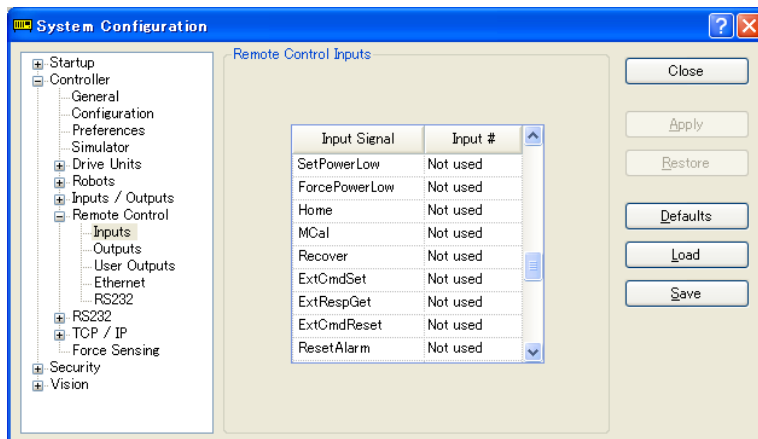 System Configuration
Startup
Controller
General
Configuration
Preferences
Simulator
Drive Units
Robots
Inputs / Outputs
Remote Control
Inputs
Outputs
User Outputs
Ethernet
RS232
RS232
TCP / IP
Force Sensing
Security
Vision
Remote Control Inputs
Input Signal Input #
SetPowerLow Not used
ForcePowerLow Not used
Home Not used
MCal Not used
Recover Not used
ExtCmdSet Not used
ExtRespGet Not used
ExtCmdReset Not used
ResetAlarm Not used
Close
Apply
Restore
Defaults
Load
Save